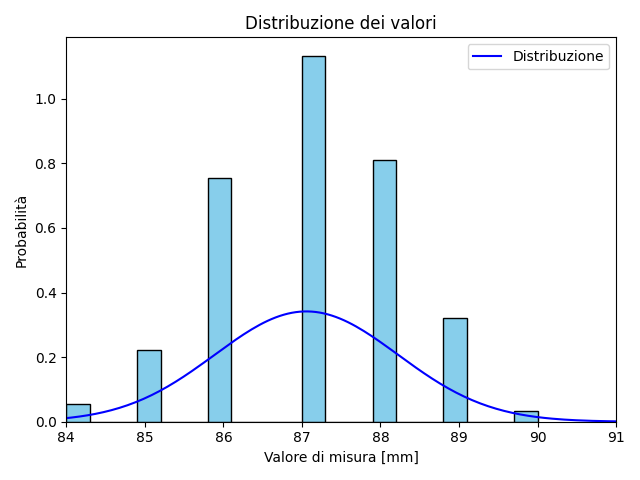 Distribuzione dei valori
Distribuzione
1.0
0.8
0.6
0.4
0.2
0.0
Probabilità
84 85 86 87 88 89 90 91
Valore di misura [mm]